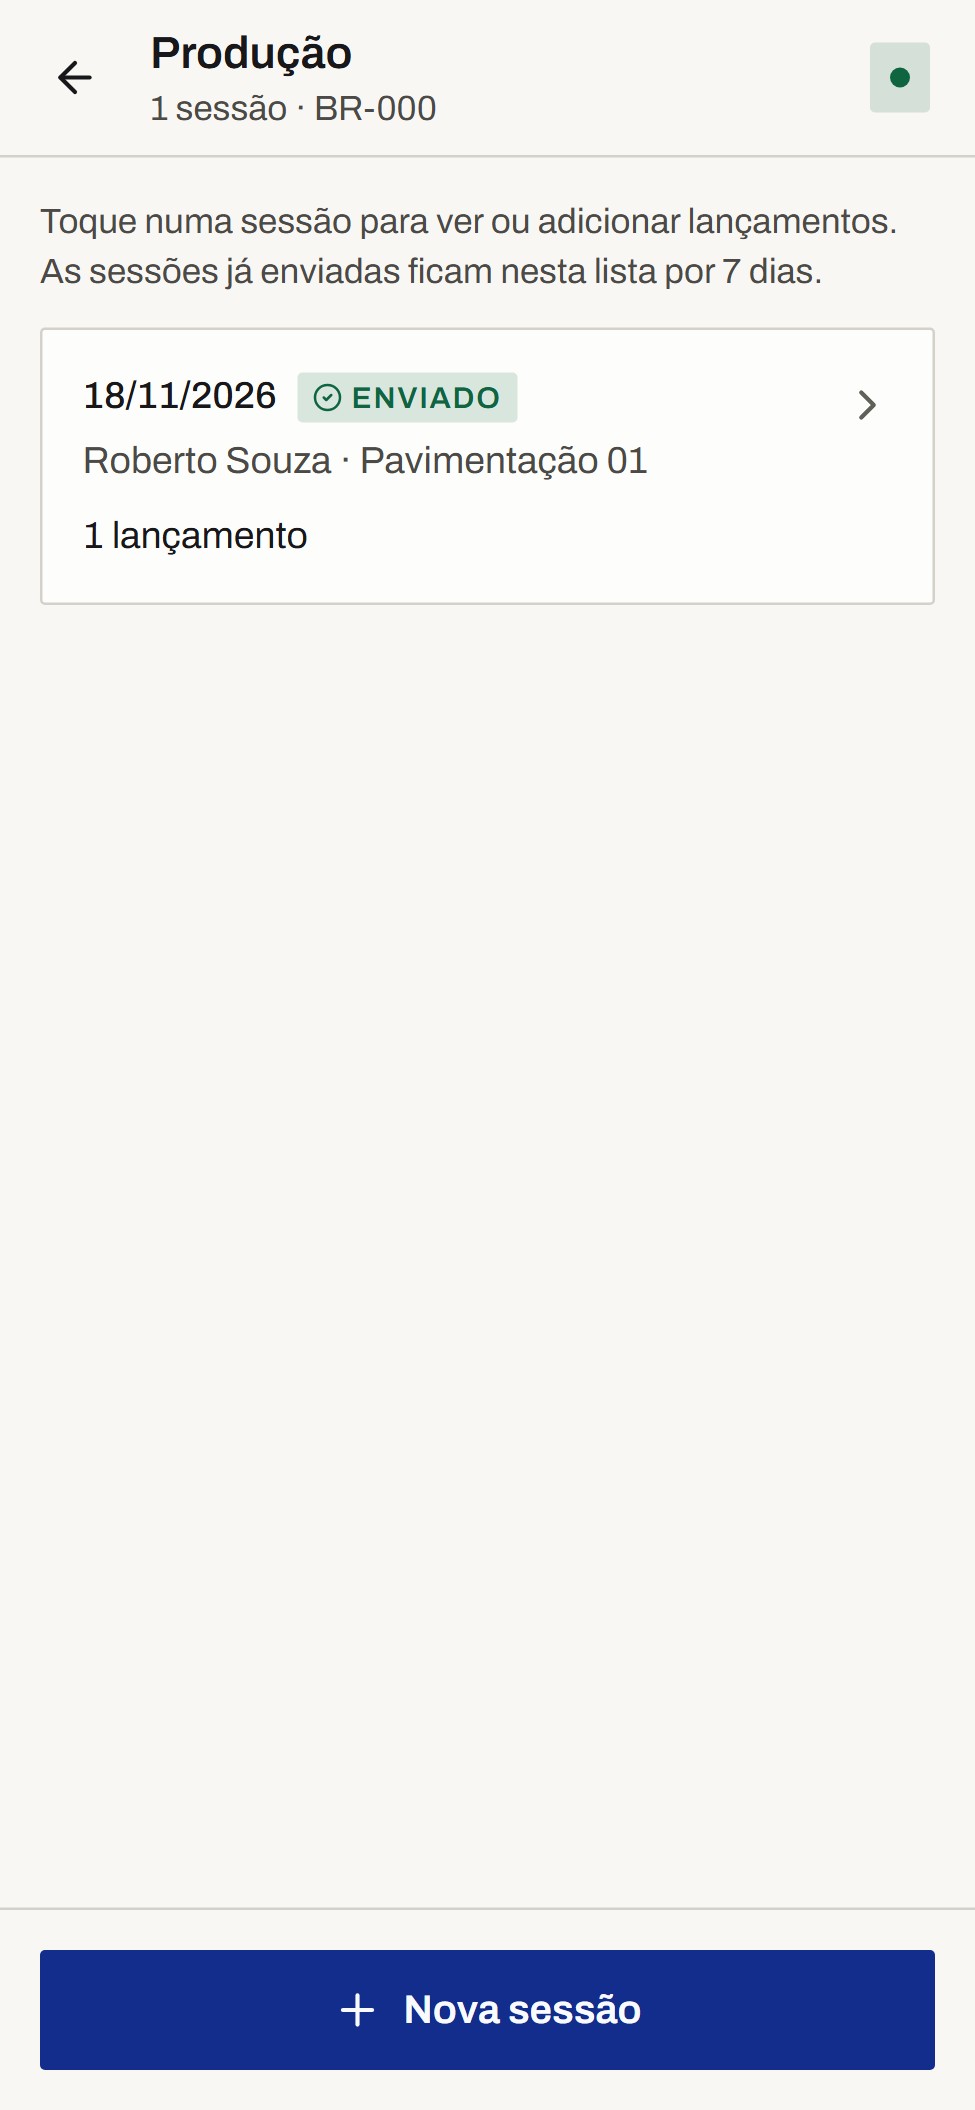 Produção
1 sessão · BR-000
Toque numa sessão para ver ou adicionar lançamentos.
As sessões já enviadas ficam nesta lista por 7 dias.
18/11/2026 ENVIADO
Roberto Souza · Pavimentação 01
1 lançamento
Nova sessão